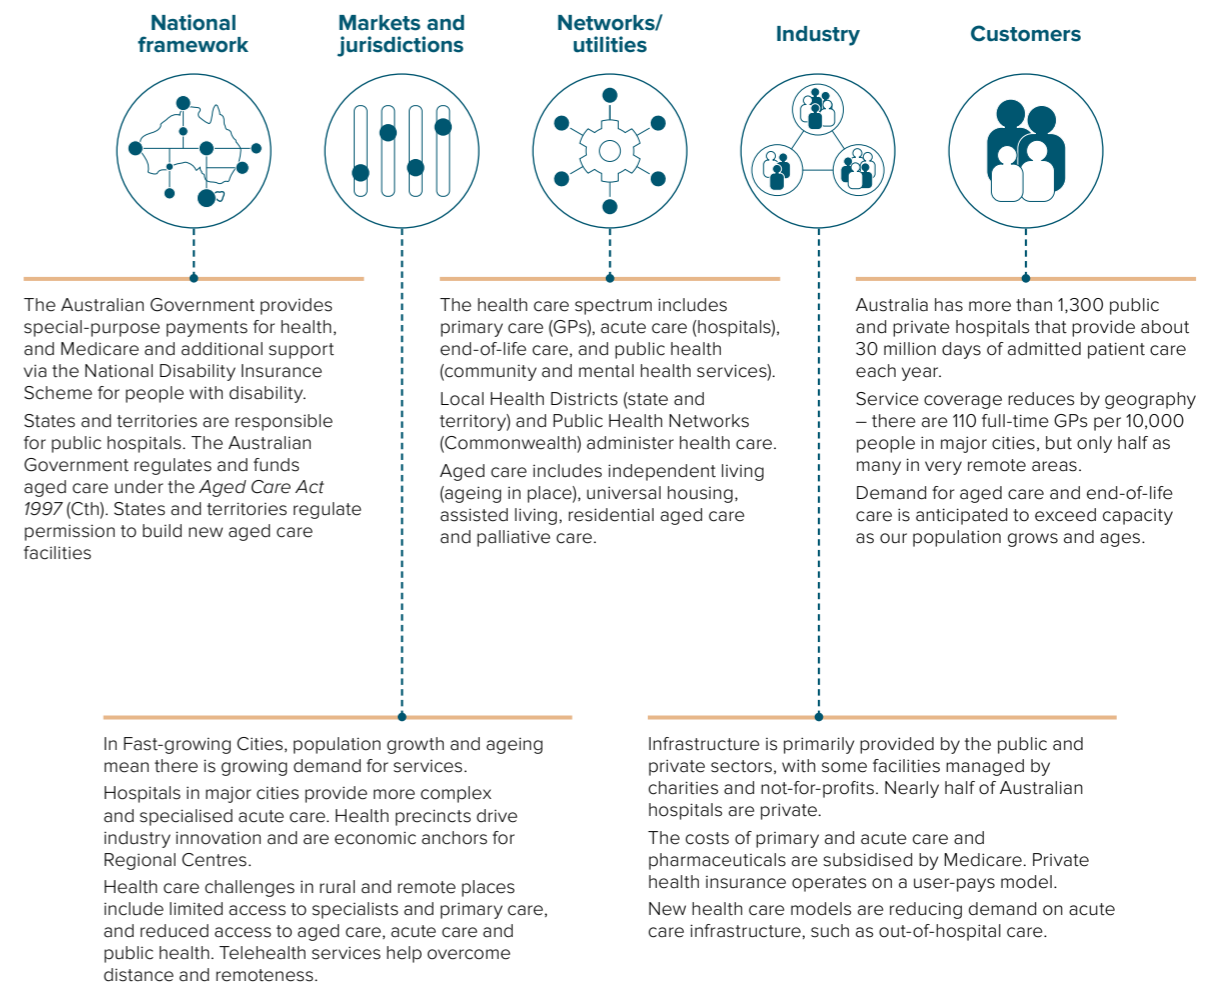 National
framework
Markets and
jurisdictions
Networks/
utilities
Industry
Customers
The Australian Government provides
special-purpose payments for health,
and Medicare and additional support
via the National Disability Insurance
Scheme for people with disability.
States and territories are responsible
for public hospitals. The Australian
Government regulates and funds
aged care under the Aged Care Act
1997 (Cth). States and territories regulate
permission to build new aged care
facilities
The health care spectrum includes
primary care (GPs), acute care (hospitals),
end-of-life care, and public health
(community and mental health services).
Local Health Districts (state and
territory) and Public Health Networks
(Commonwealth) administer health care.
Aged care includes independent living
(ageing in place), universal housing,
assisted living, residential aged care
and palliative care.
Australia has more than 1,300 public
and private hospitals that provide about
30 million days of admitted patient care
each year.
Service coverage reduces by geography
– there are 110 full-time GPs per 10,000
people in major cities, but only half as
many in very remote areas.
Demand for aged care and end-of-life
care is anticipated to exceed capacity
as our population grows and ages.
In Fast-growing Cities, population growth and ageing
mean there is growing demand for services.
Hospitals in major cities provide more complex
and specialised acute care. Health precincts drive
industry innovation and are economic anchors for
Regional Centres.
Health care challenges in rural and remote places
include limited access to specialists and primary care,
and reduced access to aged care, acute care and
public health. Telehealth services help overcome
distance and remoteness.
Infrastructure is primarily provided by the public and
private sectors, with some facilities managed by
charities and not-for-profits. Nearly half of Australian
hospitals are private.
The costs of primary and acute care and
pharmaceuticals are subsidised by Medicare. Private
health insurance operates on a user-pays model.
New health care models are reducing demand on acute
care infrastructure, such as out-of-hospital care.